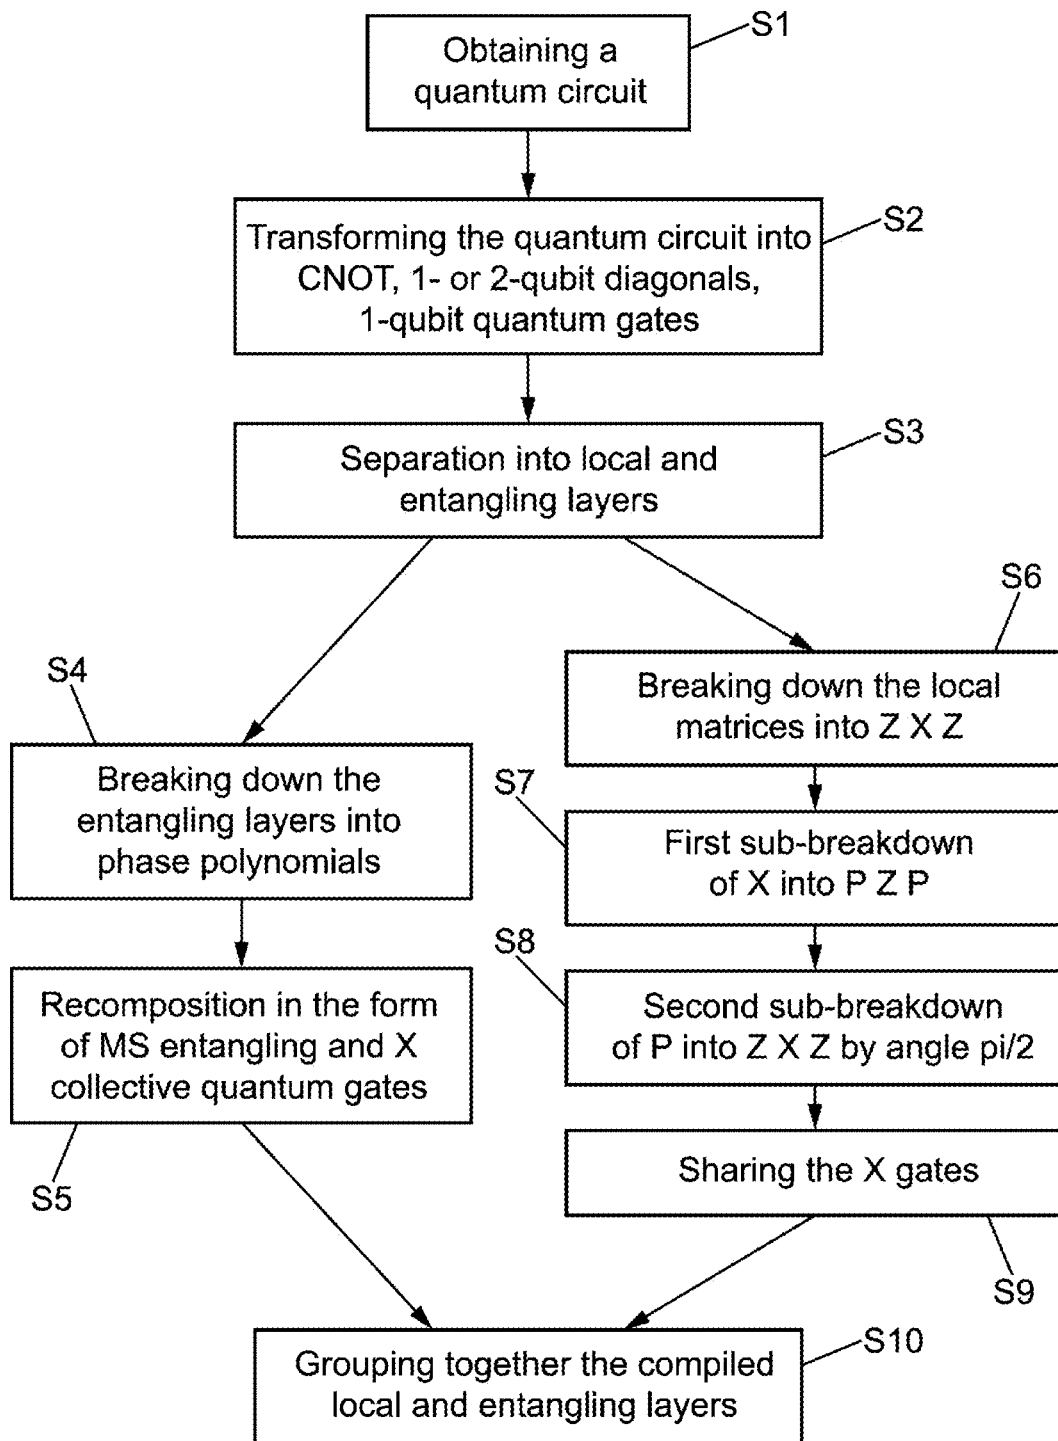 S1
Obtaining a
quantum circuit
S2
Transforming the quantum circuit into
CNOT, 1- or 2-qubit diagonals,
1-qubit quantum gates
S3
Separation into local and
entangling layers
S4
Breaking down the
entangling layers into
phase polynomials
Recomposition in the form
of MS entangling and X
collective quantum gates
S5
S6
Breaking down the local
matrices into Z X Z
S7
First sub-breakdown
of X into P Z P
S8
Second sub-breakdown
of P into Z X Z by angle pi/2
Sharing the X gates
S9
S10
Grouping together the compiled
local and entangling layers